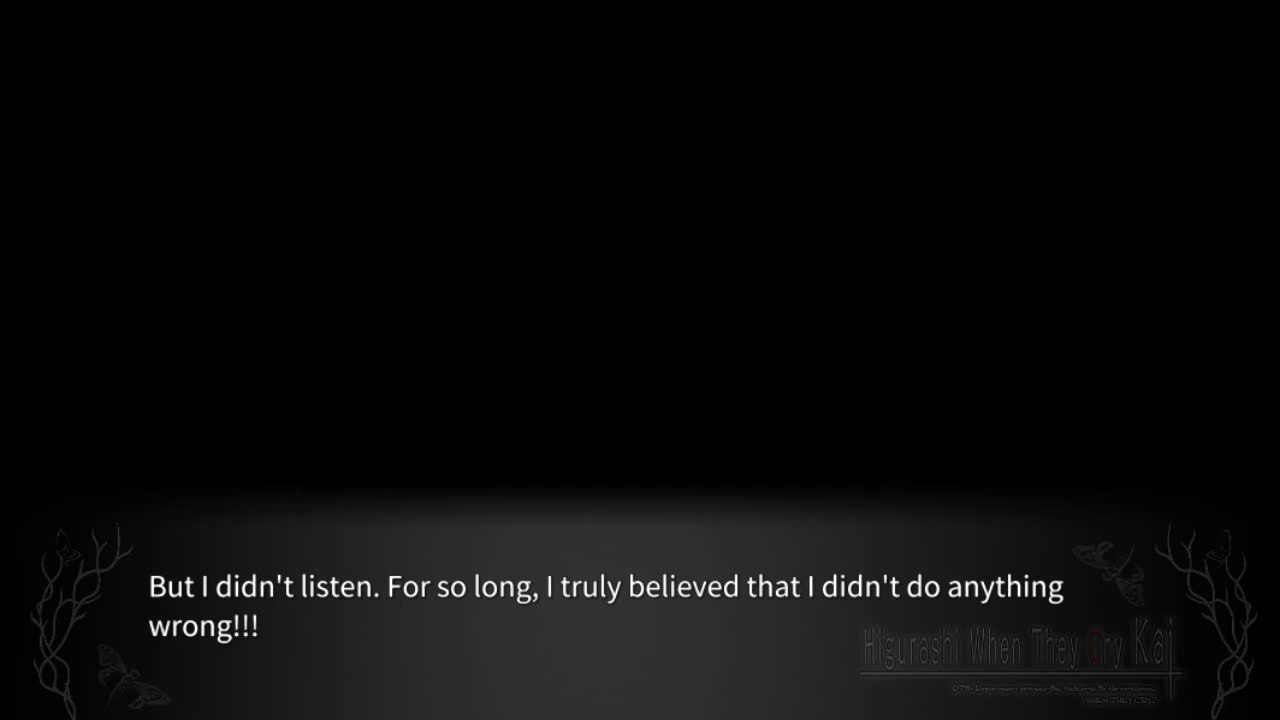 But I didn't listen. For so long, I truly believed that I didn't do anything
wrong!!!
Higurashi When They Cry Kai